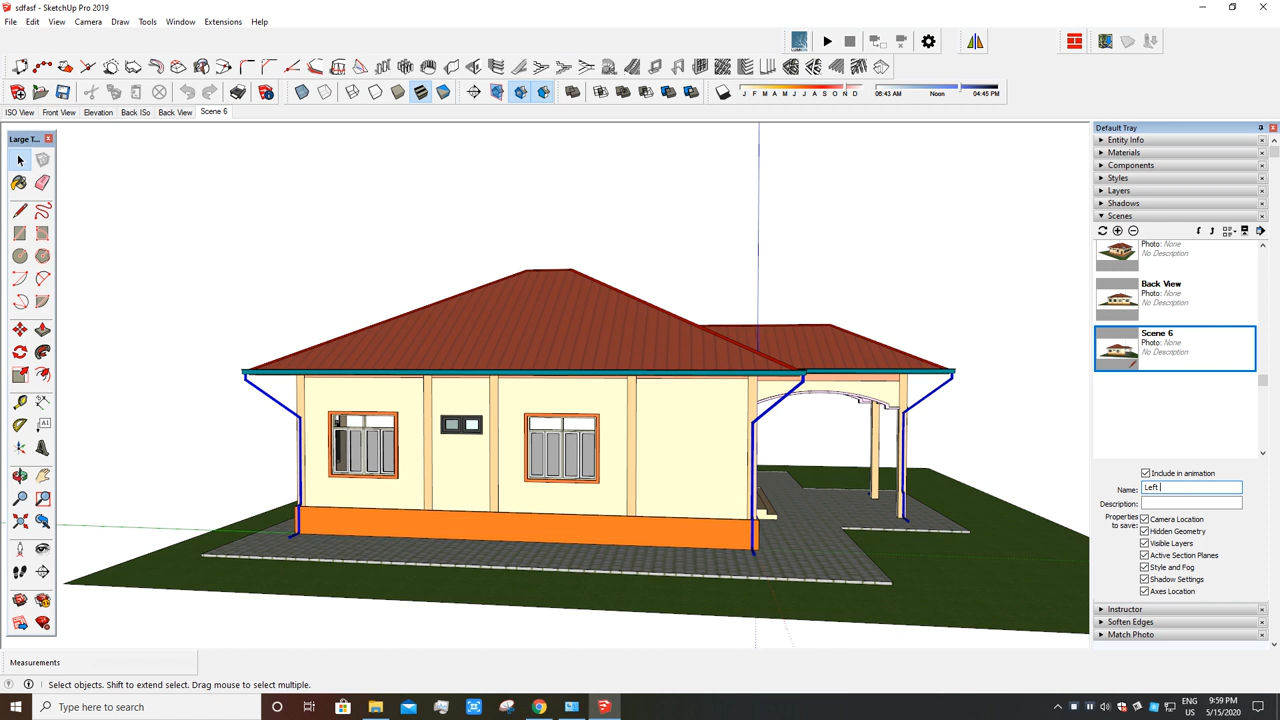 sdfasf - SketchUp Pro 2019
File Edit View Camera Draw Tools Window Extensions Help
J F M A M J J A S O N D
06:43 AM Noon 04:45 PM
ISO View Front View Elevation Back ISo Back View Scene 6
Large T...
Default Tray
Entity Info
Materials
Components
Styles
Layers
Shadows
Scenes
Photo: None
No Description
Back View
Photo: None
No Description
Scene 6
Photo: None
No Description
Include in animation
Name: Left
Description:
Properties to save:
Camera Location
Hidden Geometry
Visible Layers
Active Section Planes
Style and Fog
Shadow Settings
Axes Location
Instructor
Soften Edges
Match Photo
Measurements
Select objects. Shift to extend select. Drag mouse to select multiple.
Type here to search
ENG
US
9:59 PM
5/15/2020